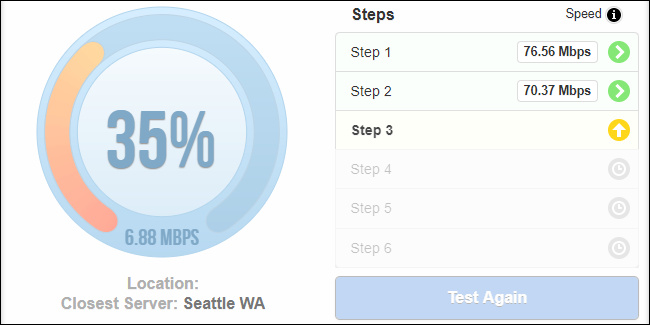 35%
6.88 MBPS
Location:
Closest Server: Seattle WA
Steps Speed i
Step 1 76.56 Mbps
Step 2 70.37 Mbps
Step 3
Step 4
Step 5
Step 6
Test Again